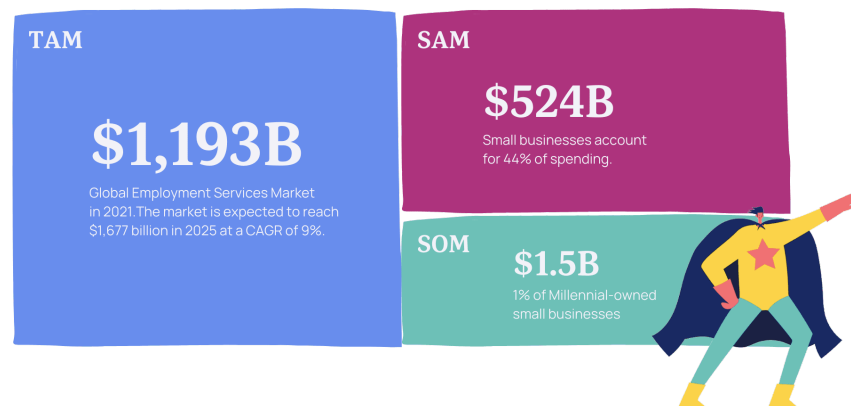 TAM
$1,193B
Global Employment Services Market
in 2021.The market is expected to reach
$1,677 billion in 2025 at a CAGR of 9%.
SAM
$524B
Small businesses account
for 44% of spending.
SOM
$1.5B
1% of Millennial-owned
small businesses